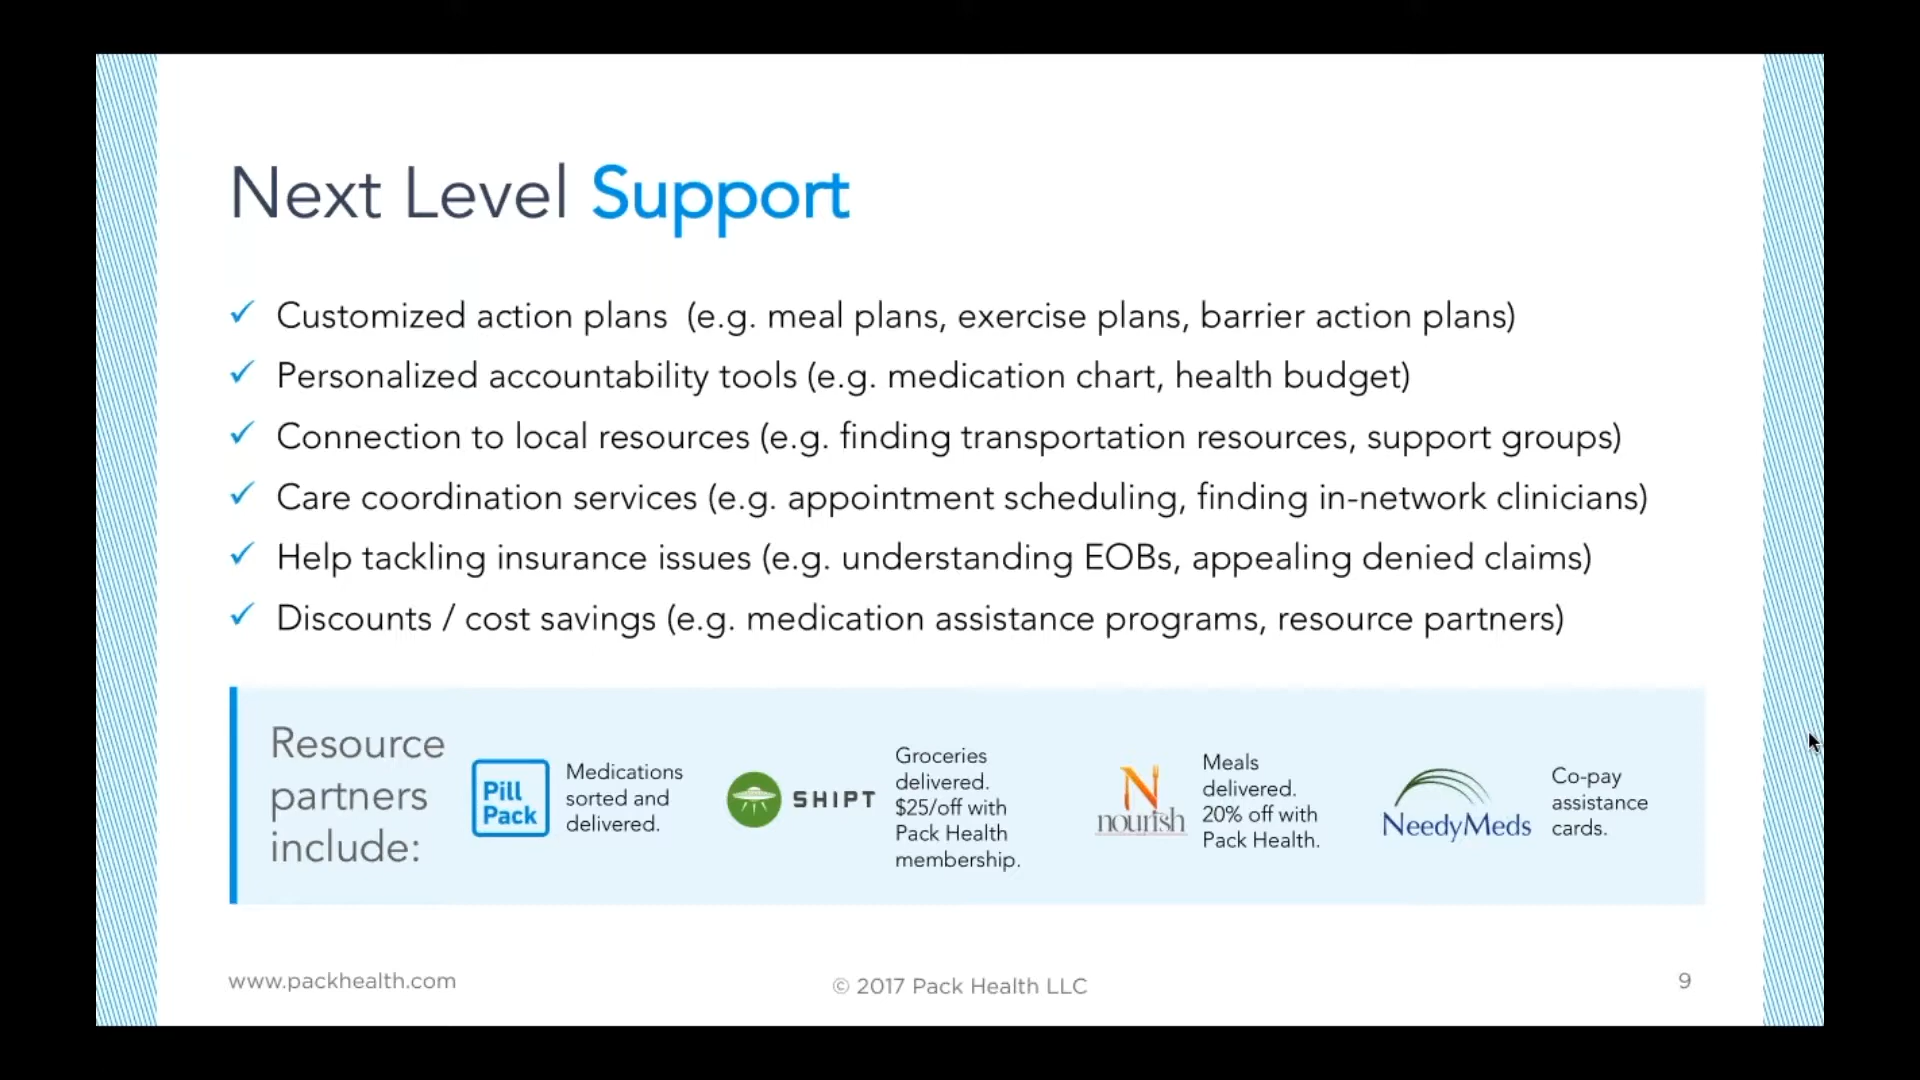 Next Level Support
✓ Customized action plans (e.g. meal plans, exercise plans, barrier action plans)
✓ Personalized accountability tools (e.g. medication chart, health budget)
✓ Connection to local resources (e.g. finding transportation resources, support groups)
✓ Care coordination services (e.g. appointment scheduling, finding in-network clinicians)
✓ Help tackling insurance issues (e.g. understanding EOBs, appealing denied claims)
✓ Discounts / cost savings (e.g. medication assistance programs, resource partners)
Resource
partners
include:
Pill
Pack
Medications
sorted and
delivered.
SHIPT
Groceries
delivered.
$25/off with
Pack Health
membership.
N
nourish
Meals
delivered.
20% off with
Pack Health.
NeedyMeds
Co-pay
assistance
cards.
www.packhealth.com
© 2017 Pack Health LLC
9